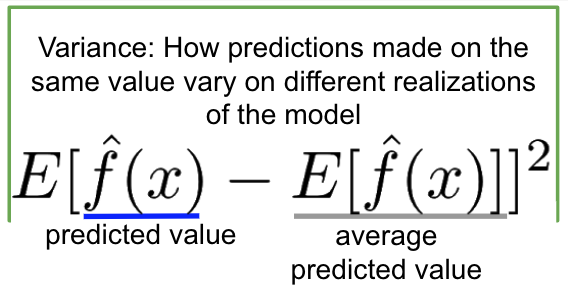 Variance: How predictions made on the
same value vary on different realizations
of the model
E[f̂(x) − E[f̂(x)]]²
predicted value
average
predicted value